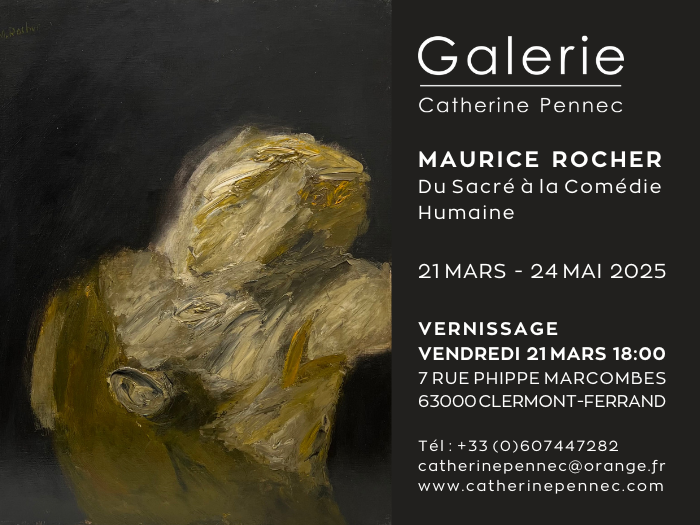 Galerie
Catherine Pennec
MAURICE ROCHER
Du Sacré à la Comédie
Humaine
21 MARS - 24 MAI 2025
VERNISSAGE
VENDREDI 21 MARS 18:00
7 RUE PHIPPE MARCOMBES
63000 CLERMONT-FERRAND
Tél : +33 (0)607447282
catherinepennec@orange.fr
www.catherinepennec.com